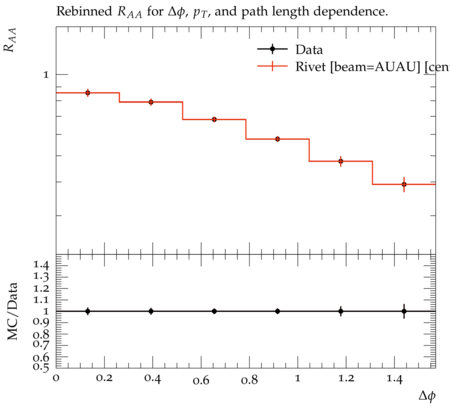 Rebinned R_AA for Δϕ, p_T, and path length dependence.
R_AA
1
Data
Rivet [beam=AUAU] [cen
MC/Data
1.4
1.3
1.2
1.1
1
0.9
0.8
0.7
0.6
0.5
0 0.2 0.4 0.6 0.8 1 1.2 1.4
Δϕ